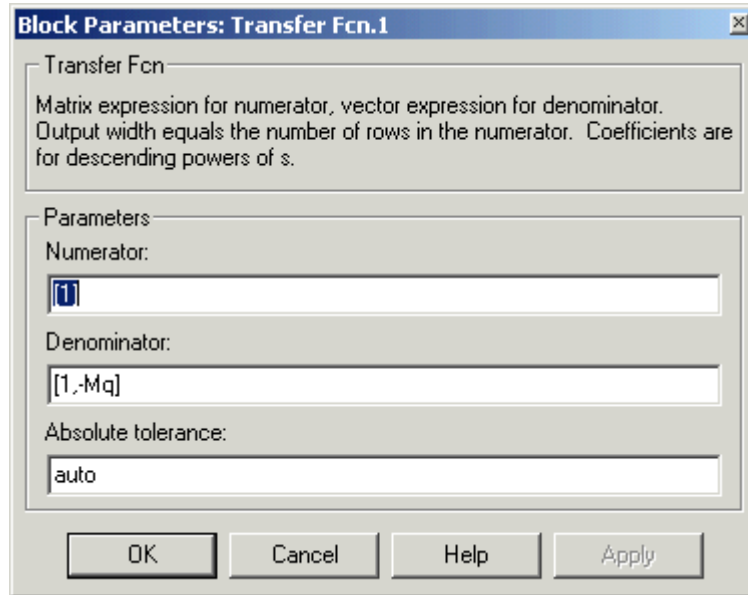 Block Parameters: Transfer Fcn.1
Transfer Fcn
Matrix expression for numerator, vector expression for denominator.
Output width equals the number of rows in the numerator.  Coefficients are
for descending powers of s.
Parameters
Numerator:
[1]
Denominator:
[1,-Mq]
Absolute tolerance:
auto
OK
Cancel
Help
Apply